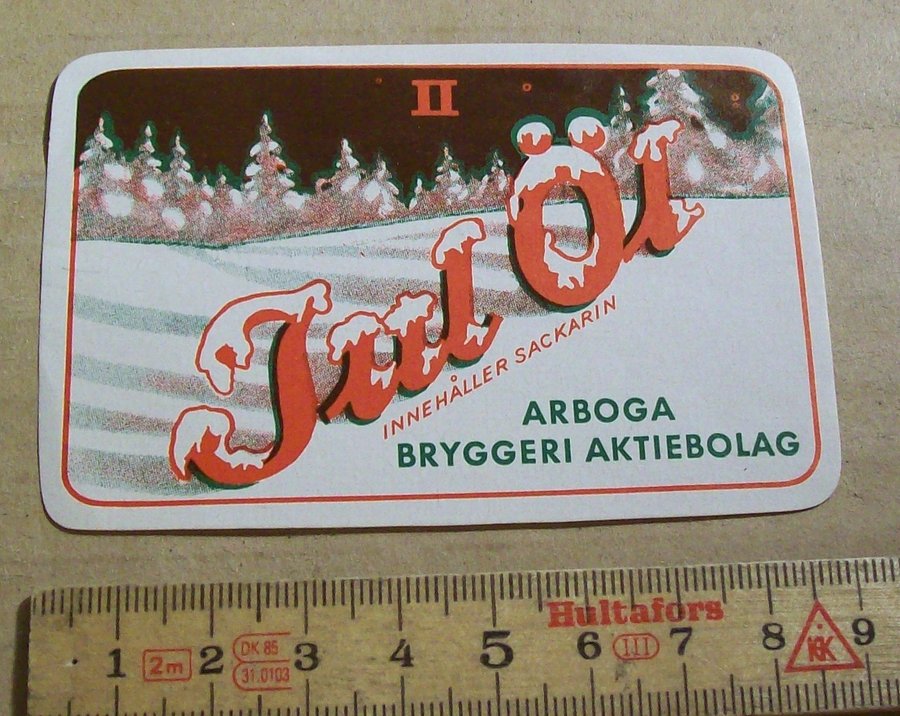 II
Jul Öl
INNEHÅLLER SACKARIN
ARBOGA
BRYGGERI AKTIEBOLAG
Hultafors
1 2m 2 DK 85 3 4 5 6 III 7 8 KK 9
31.0103